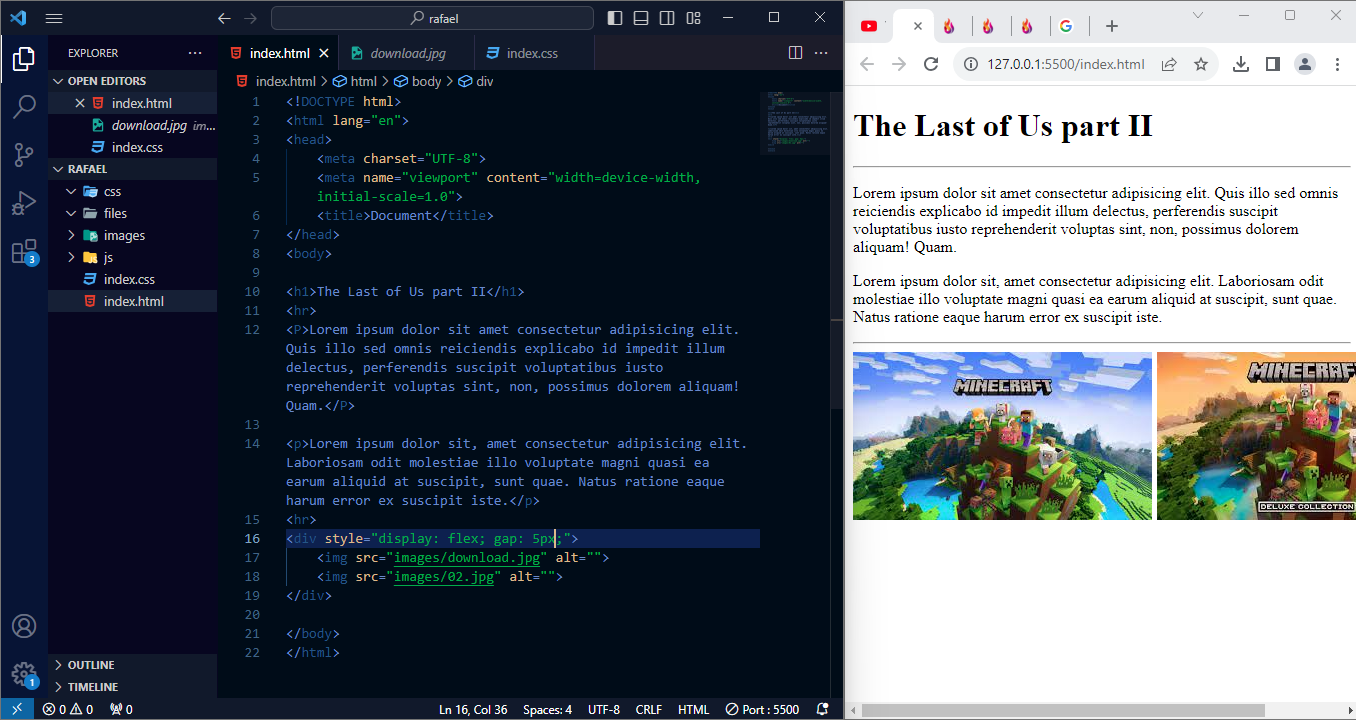 rafael
EXPLORER
OPEN EDITORS
index.html
download.jpg im...
index.css
RAFAEL
css
files
images
js
index.css
index.html
OUTLINE
TIMELINE
3
1
index.html
download.jpg
index.css
index.html > html > body > div
1 <!DOCTYPE html>
2 <html lang="en">
3 <head>
4 <meta charset="UTF-8">
5 <meta name="viewport" content="width=device-width,
initial-scale=1.0">
6 <title>Document</title>
7 </head>
8 <body>
9
10 <h1>The Last of Us part II</h1>
11 <hr>
12 <P>Lorem ipsum dolor sit amet consectetur adipisicing elit.
Quis illo sed omnis reiciendis explicabo id impedit illum
delectus, perferendis suscipit voluptatibus iusto
reprehenderit voluptas sint, non, possimus dolorem aliquam!
Quam.</P>
13
14 <p>Lorem ipsum dolor sit, amet consectetur adipisicing elit.
Laboriosam odit molestiae illo voluptate magni quasi ea
earum aliquid at suscipit, sunt quae. Natus ratione eaque
harum error ex suscipit iste.</p>
15 <hr>
16 <div style="display: flex; gap: 5px;">
17 <img src="images/download.jpg" alt="">
18 <img src="images/02.jpg" alt="">
19 </div>
20
21 </body>
22 </html>
0 0 0
Ln 16, Col 36 Spaces: 4 UTF-8 CRLF HTML Port : 5500
127.0.0.1:5500/index.html
The Last of Us part II
Lorem ipsum dolor sit amet consectetur adipisicing elit. Quis illo sed omnis
reiciendis explicabo id impedit illum delectus, perferendis suscipit
voluptatibus iusto reprehenderit voluptas sint, non, possimus dolorem
aliquam! Quam.
Lorem ipsum dolor sit, amet consectetur adipisicing elit. Laboriosam odit
molestiae illo voluptate magni quasi ea earum aliquid at suscipit, sunt quae.
Natus ratione eaque harum error ex suscipit iste.
MINECRAFT
MINECRAF
DELUXE COLLECTION